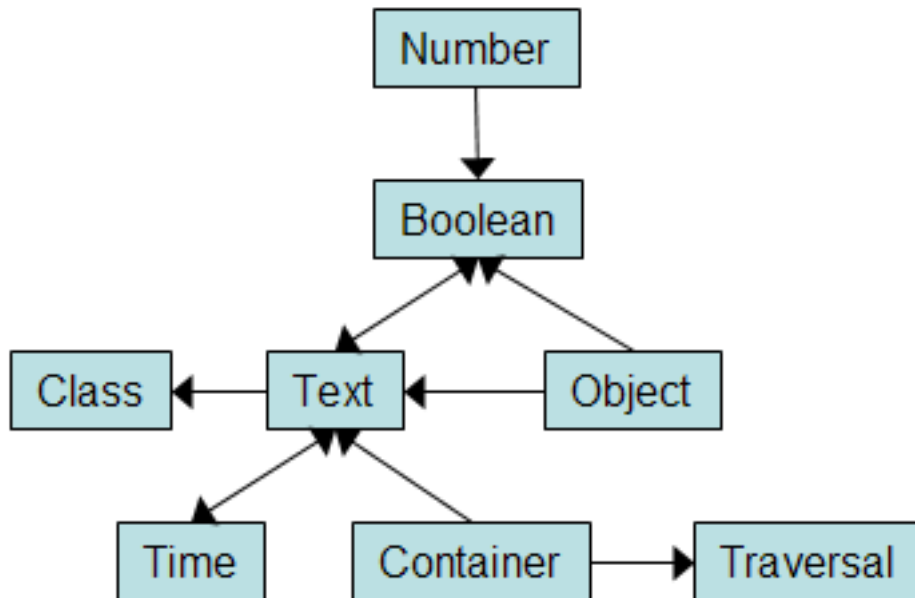 Number
Boolean
Class
Text
Object
Time
Container
Traversal